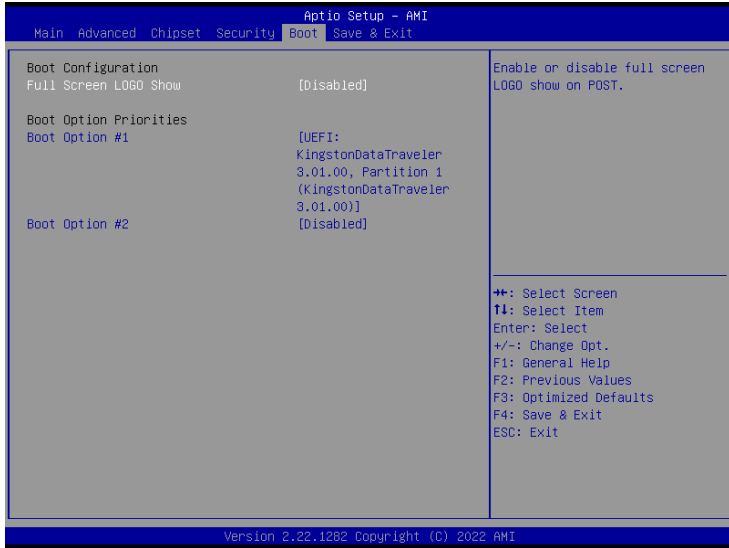 Aptio Setup – AMI
Main Advanced Chipset Security Boot Save & Exit
Boot Configuration
Full Screen LOGO Show [Disabled]
Boot Option Priorities
Boot Option #1 [UEFI:
KingstonDataTraveler
3.01.00, Partition 1
(KingstonDataTraveler
3.01.00)]
Boot Option #2 [Disabled]
Enable or disable full screen
LOGO show on POST.
→←: Select Screen
↑↓: Select Item
Enter: Select
+/-: Change Opt.
F1: General Help
F2: Previous Values
F3: Optimized Defaults
F4: Save & Exit
ESC: Exit
Version 2.22.1282 Copyright (C) 2022 AMI